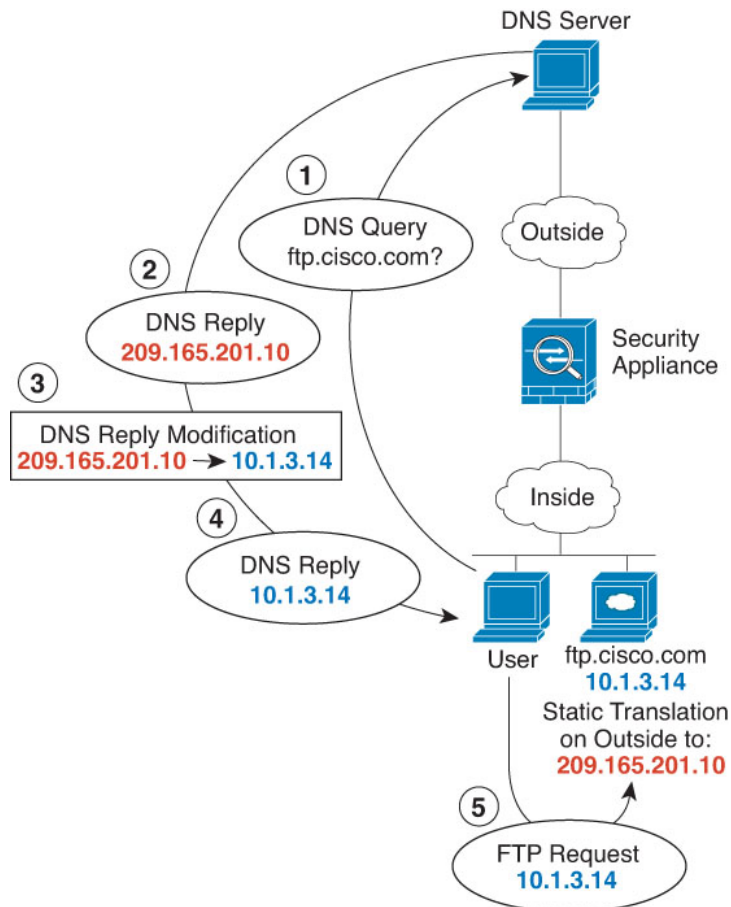 DNS Server
1
DNS Query
ftp.cisco.com?
Outside
2
DNS Reply
209.165.201.10
Security
Appliance
3
DNS Reply Modification
209.165.201.10 → 10.1.3.14
Inside
4
DNS Reply
10.1.3.14
User
ftp.cisco.com
10.1.3.14
Static Translation
on Outside to:
209.165.201.10
5
FTP Request
10.1.3.14